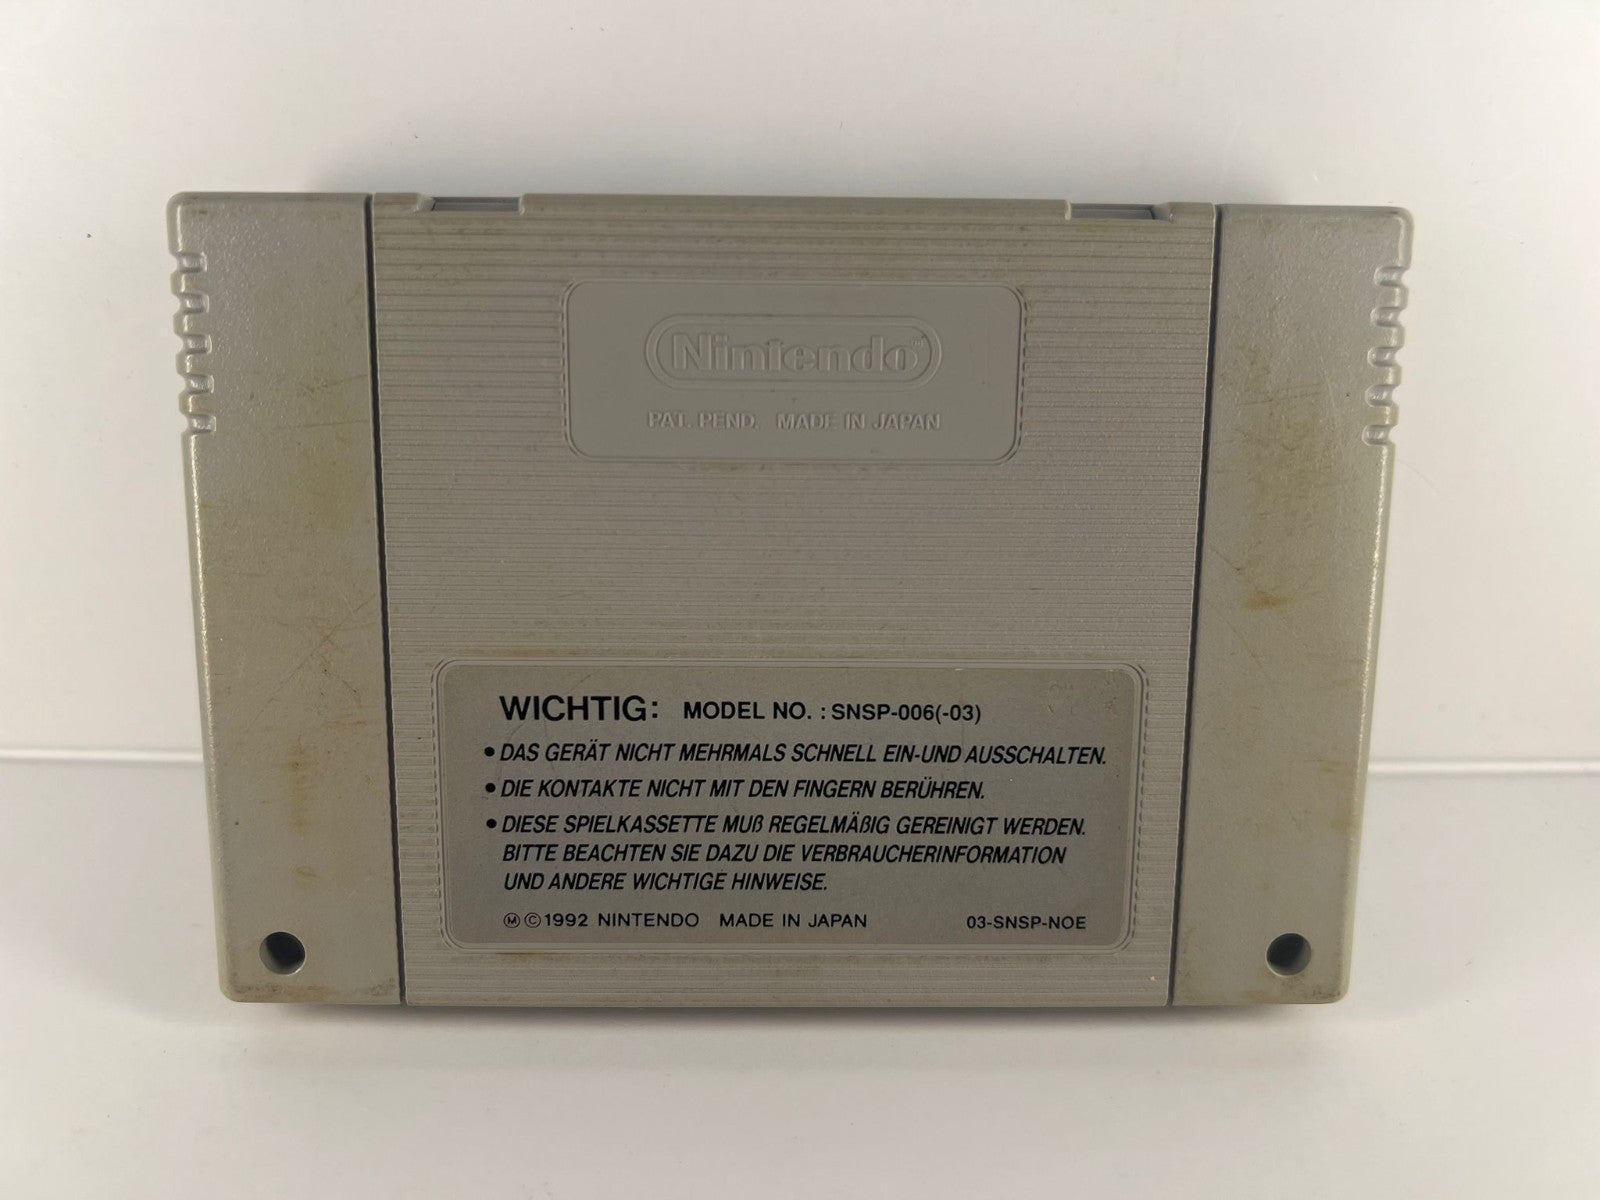 Nintendo™
PAT. PEND. MADE IN JAPAN
WICHTIG: MODEL NO. : SNSP-006(-03)
• DAS GERÄT NICHT MEHRMALS SCHNELL EIN-UND AUSSCHALTEN.
• DIE KONTAKTE NICHT MIT DEN FINGERN BERÜHREN.
• DIESE SPIELKASSETTE MUß REGELMÄßIG GEREINIGT WERDEN.
BITTE BEACHTEN SIE DAZU DIE VERBRAUCHERINFORMATION
UND ANDERE WICHTIGE HINWEISE.
Ⓜ©1992 NINTENDO MADE IN JAPAN 03-SNSP-NOE